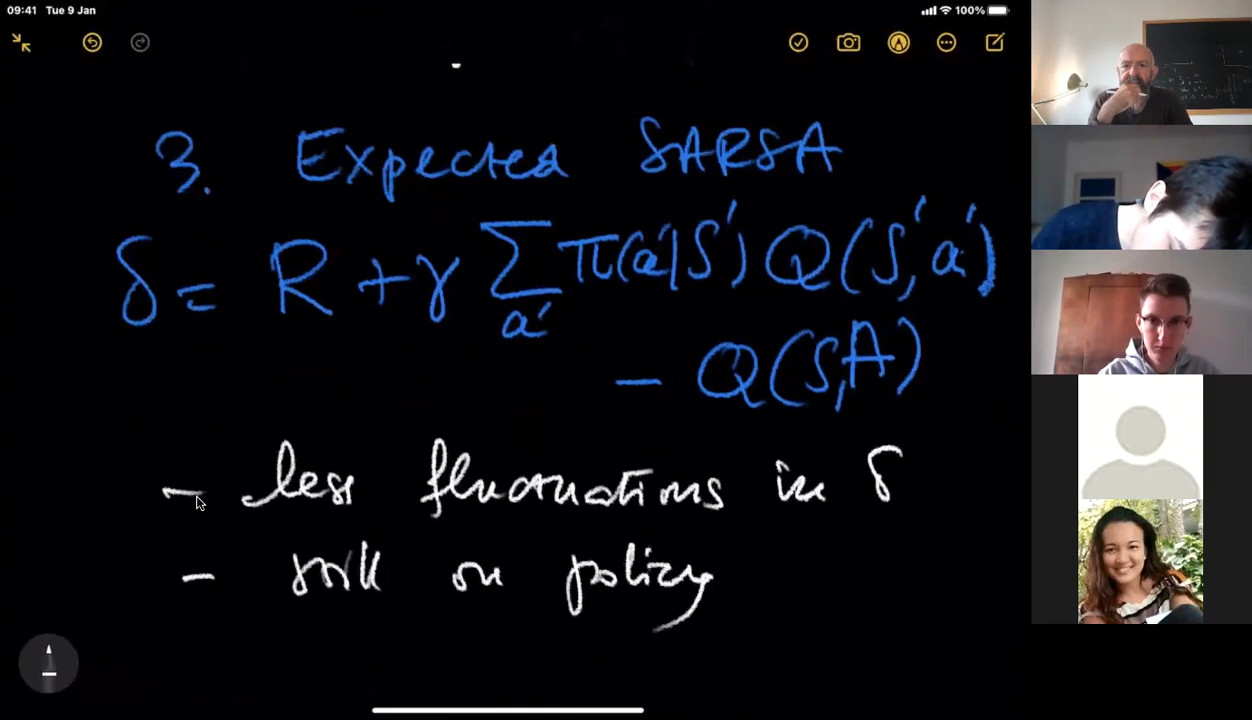 09:41 Tue 9 Jan 100%
3. Expected SARSA
δ = R + γ ∑ π(a'|S') Q(S',a')
a'
- Q(S,A)
- less fluctuations in δ
- still on policy